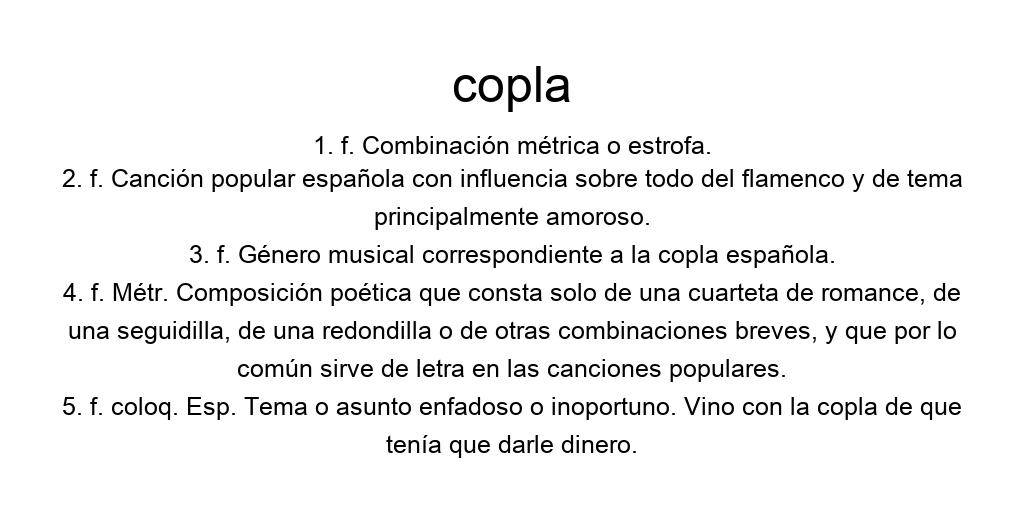 copla
1. f. Combinación métrica o estrofa.
2. f. Canción popular española con influencia sobre todo del flamenco y de tema
principalmente amoroso.
3. f. Género musical correspondiente a la copla española.
4. f. Métr. Composición poética que consta solo de una cuarteta de romance, de
una seguidilla, de una redondilla o de otras combinaciones breves, y que por lo
común sirve de letra en las canciones populares.
5. f. coloq. Esp. Tema o asunto enfadoso o inoportuno. Vino con la copla de que
tenía que darle dinero.